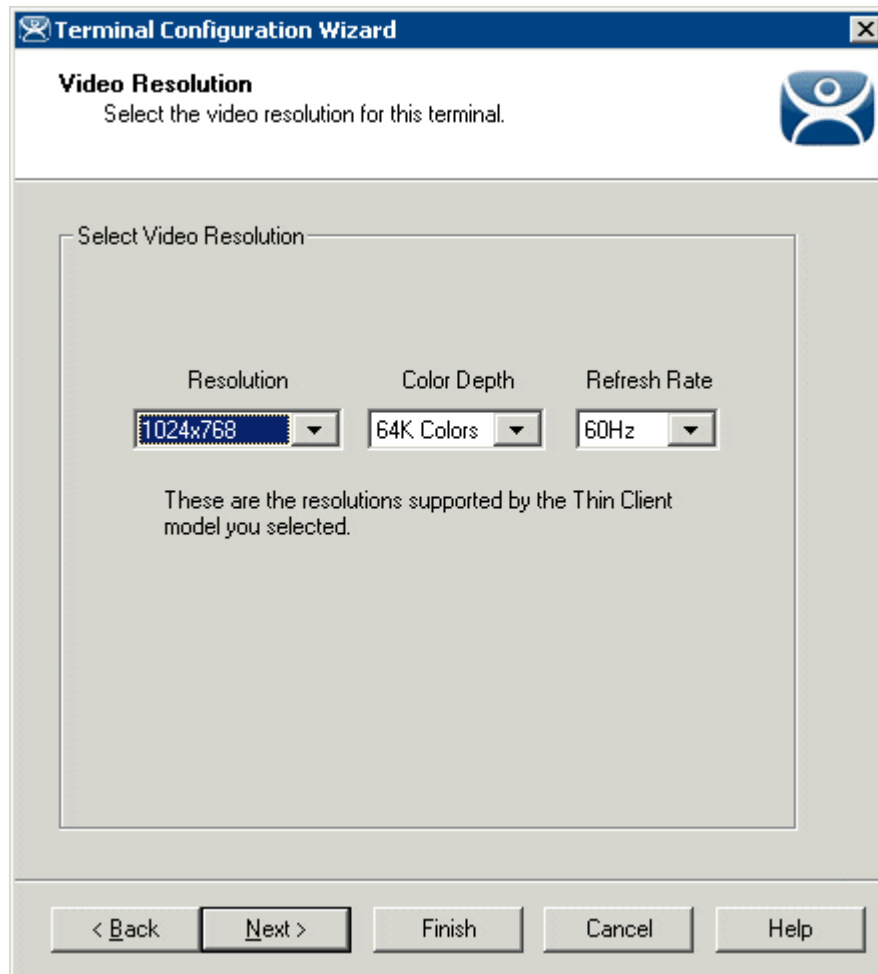 Terminal Configuration Wizard
Video Resolution
Select the video resolution for this terminal.
Select Video Resolution
Resolution Color Depth Refresh Rate
1024x768 64K Colors 60Hz
These are the resolutions supported by the Thin Client
model you selected.
< Back Next > Finish Cancel Help